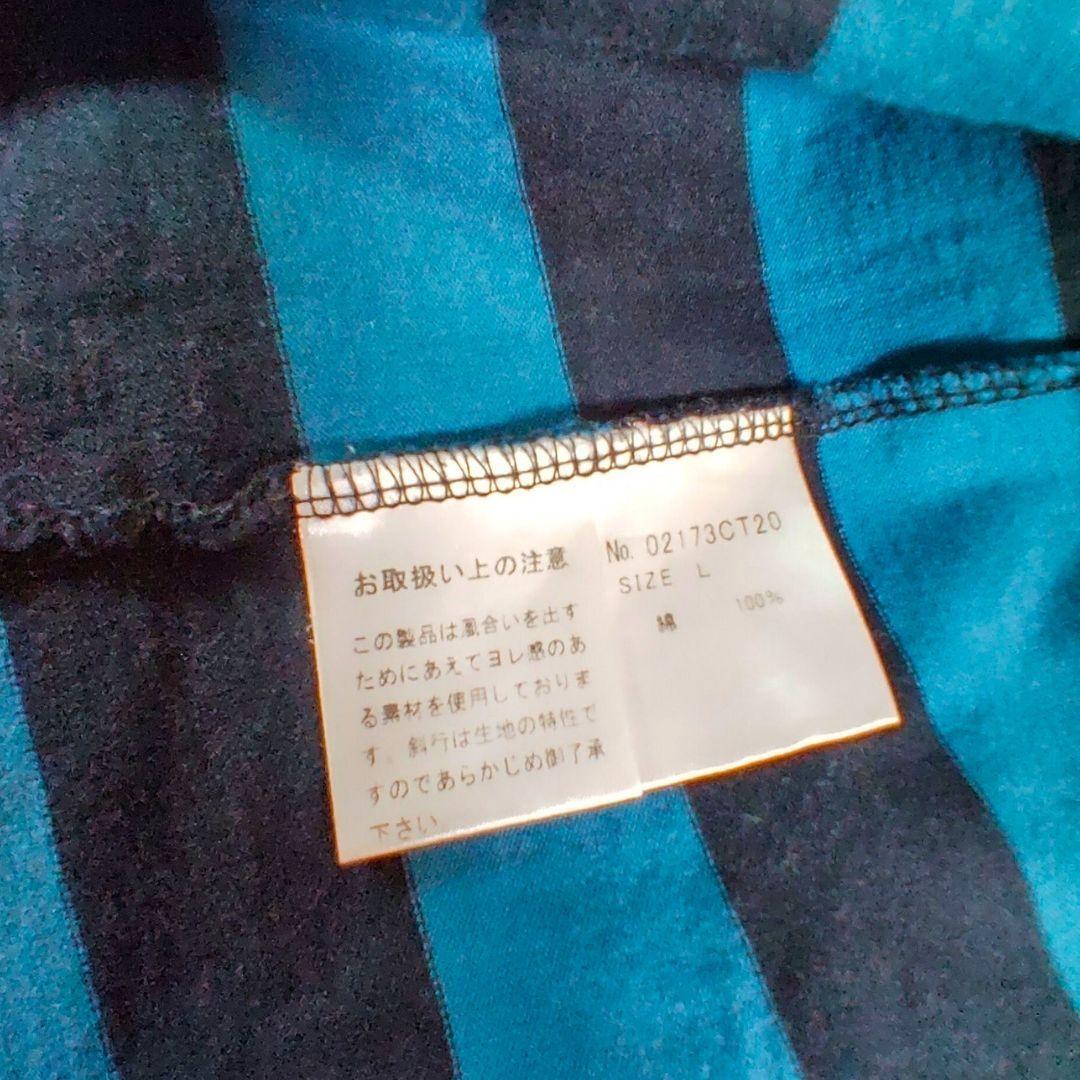 お取扱い上の注意
この製品は風合いを出す
ためにあえてヨレ感のあ
る素材を使用しておりま
す。斜行は生地の特性で
すのであらかじめ御了承
下さい
No. 02173CT20
SIZE L
綿 100%